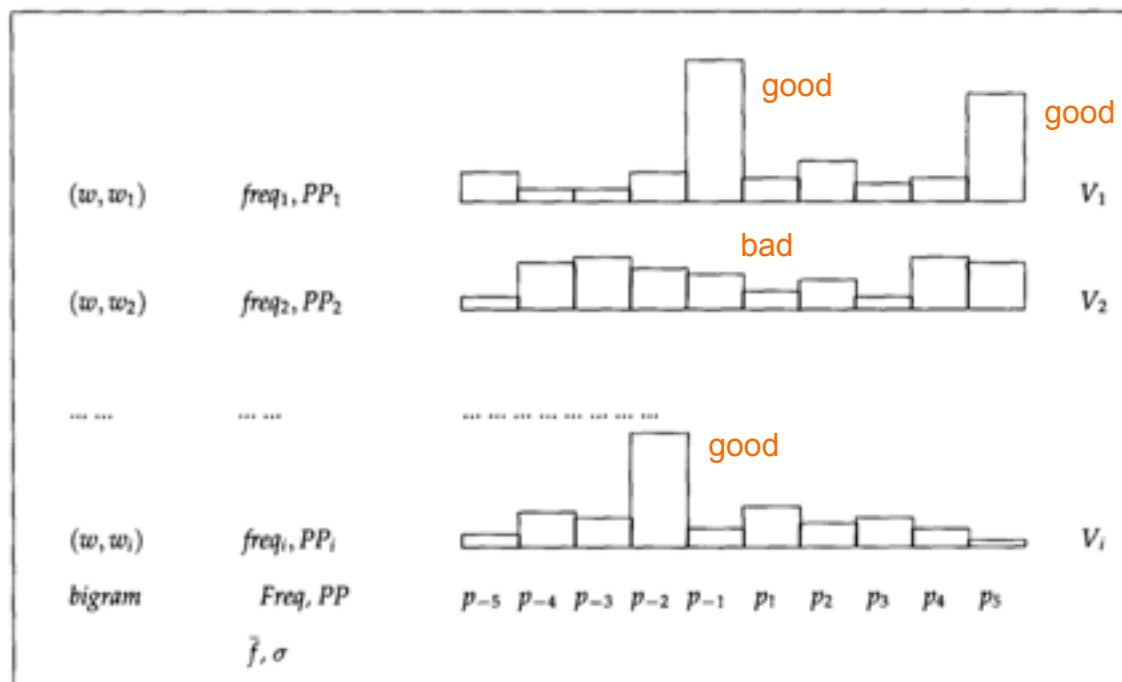 good
good
(w, w₁) freq₁, PP₁ V₁
bad
(w, w₂) freq₂, PP₂ V₂
... ... ... ... ... ... ... ... ... ... ... ...
good
(w, wᵢ) freqᵢ, PPᵢ Vᵢ
bigram Freq, PP p₋₅ p₋₄ p₋₃ p₋₂ p₋₁ p₁ p₂ p₃ p₄ p₅
f̄, σ